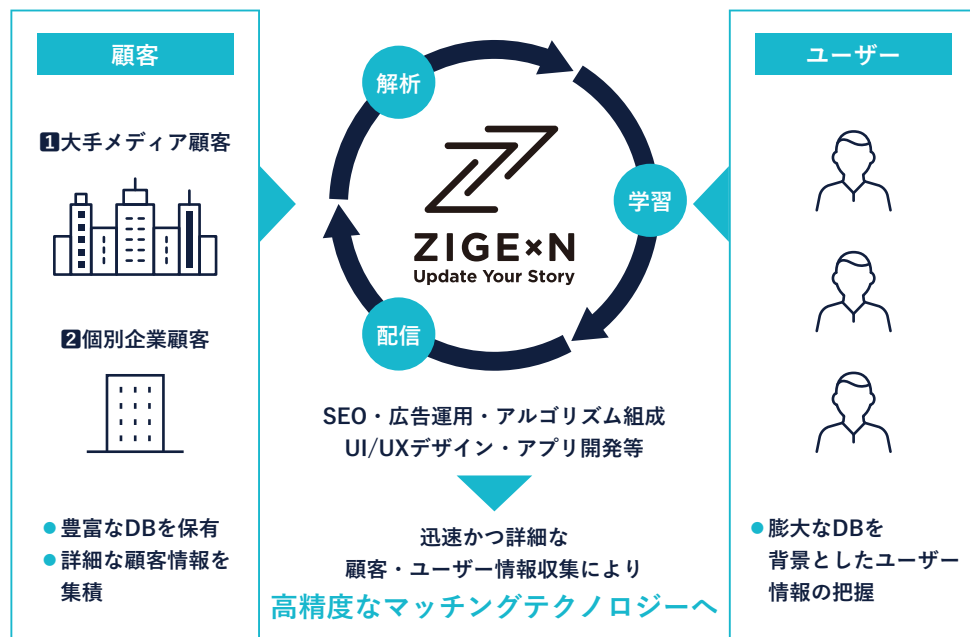 顧客
1大手メディア顧客
2個別企業顧客
●豊富なDBを保有
●詳細な顧客情報を
集積
解析
学習
配信
ZIGExN
Update Your Story
SEO・広告運用・アルゴリズム組成
UI/UXデザイン・アプリ開発等
迅速かつ詳細な
顧客・ユーザー情報収集により
高精度なマッチングテクノロジーへ
ユーザー
●膨大なDBを
背景としたユーザー
情報の把握